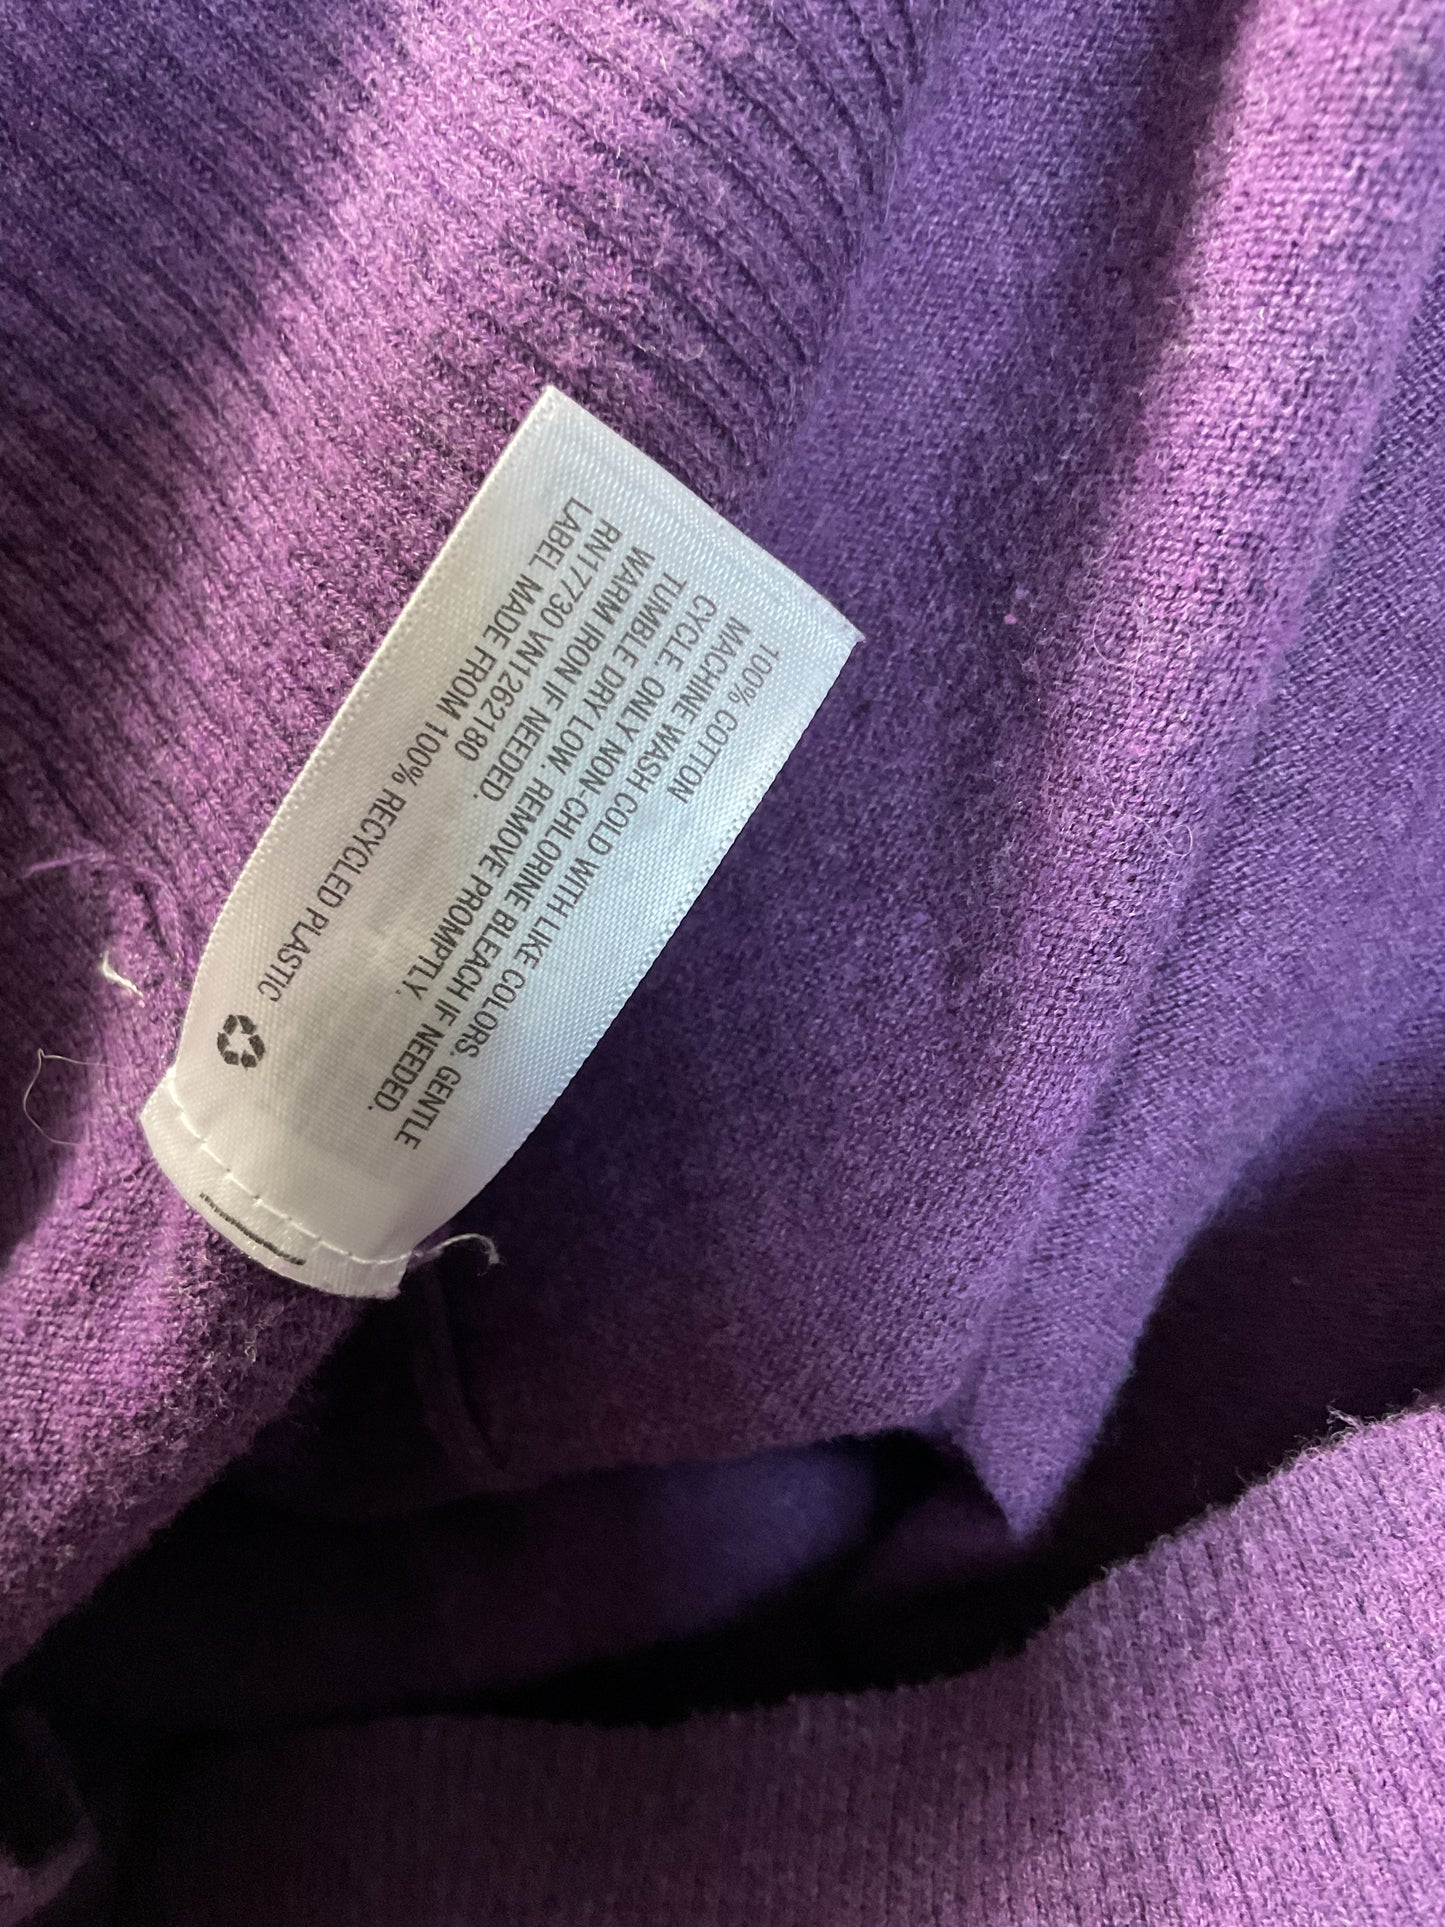 100% COTTON
MACHINE WASH COLD WITH LIKE COLORS. GENTLE
CYCLE. ONLY NON-CHLORINE BLEACH IF NEEDED.
TUMBLE DRY LOW. REMOVE PROMPTLY.
WARM IRON IF NEEDED.
RN17730 VN1262180
LABEL MADE FROM 100% RECYCLED PLASTIC